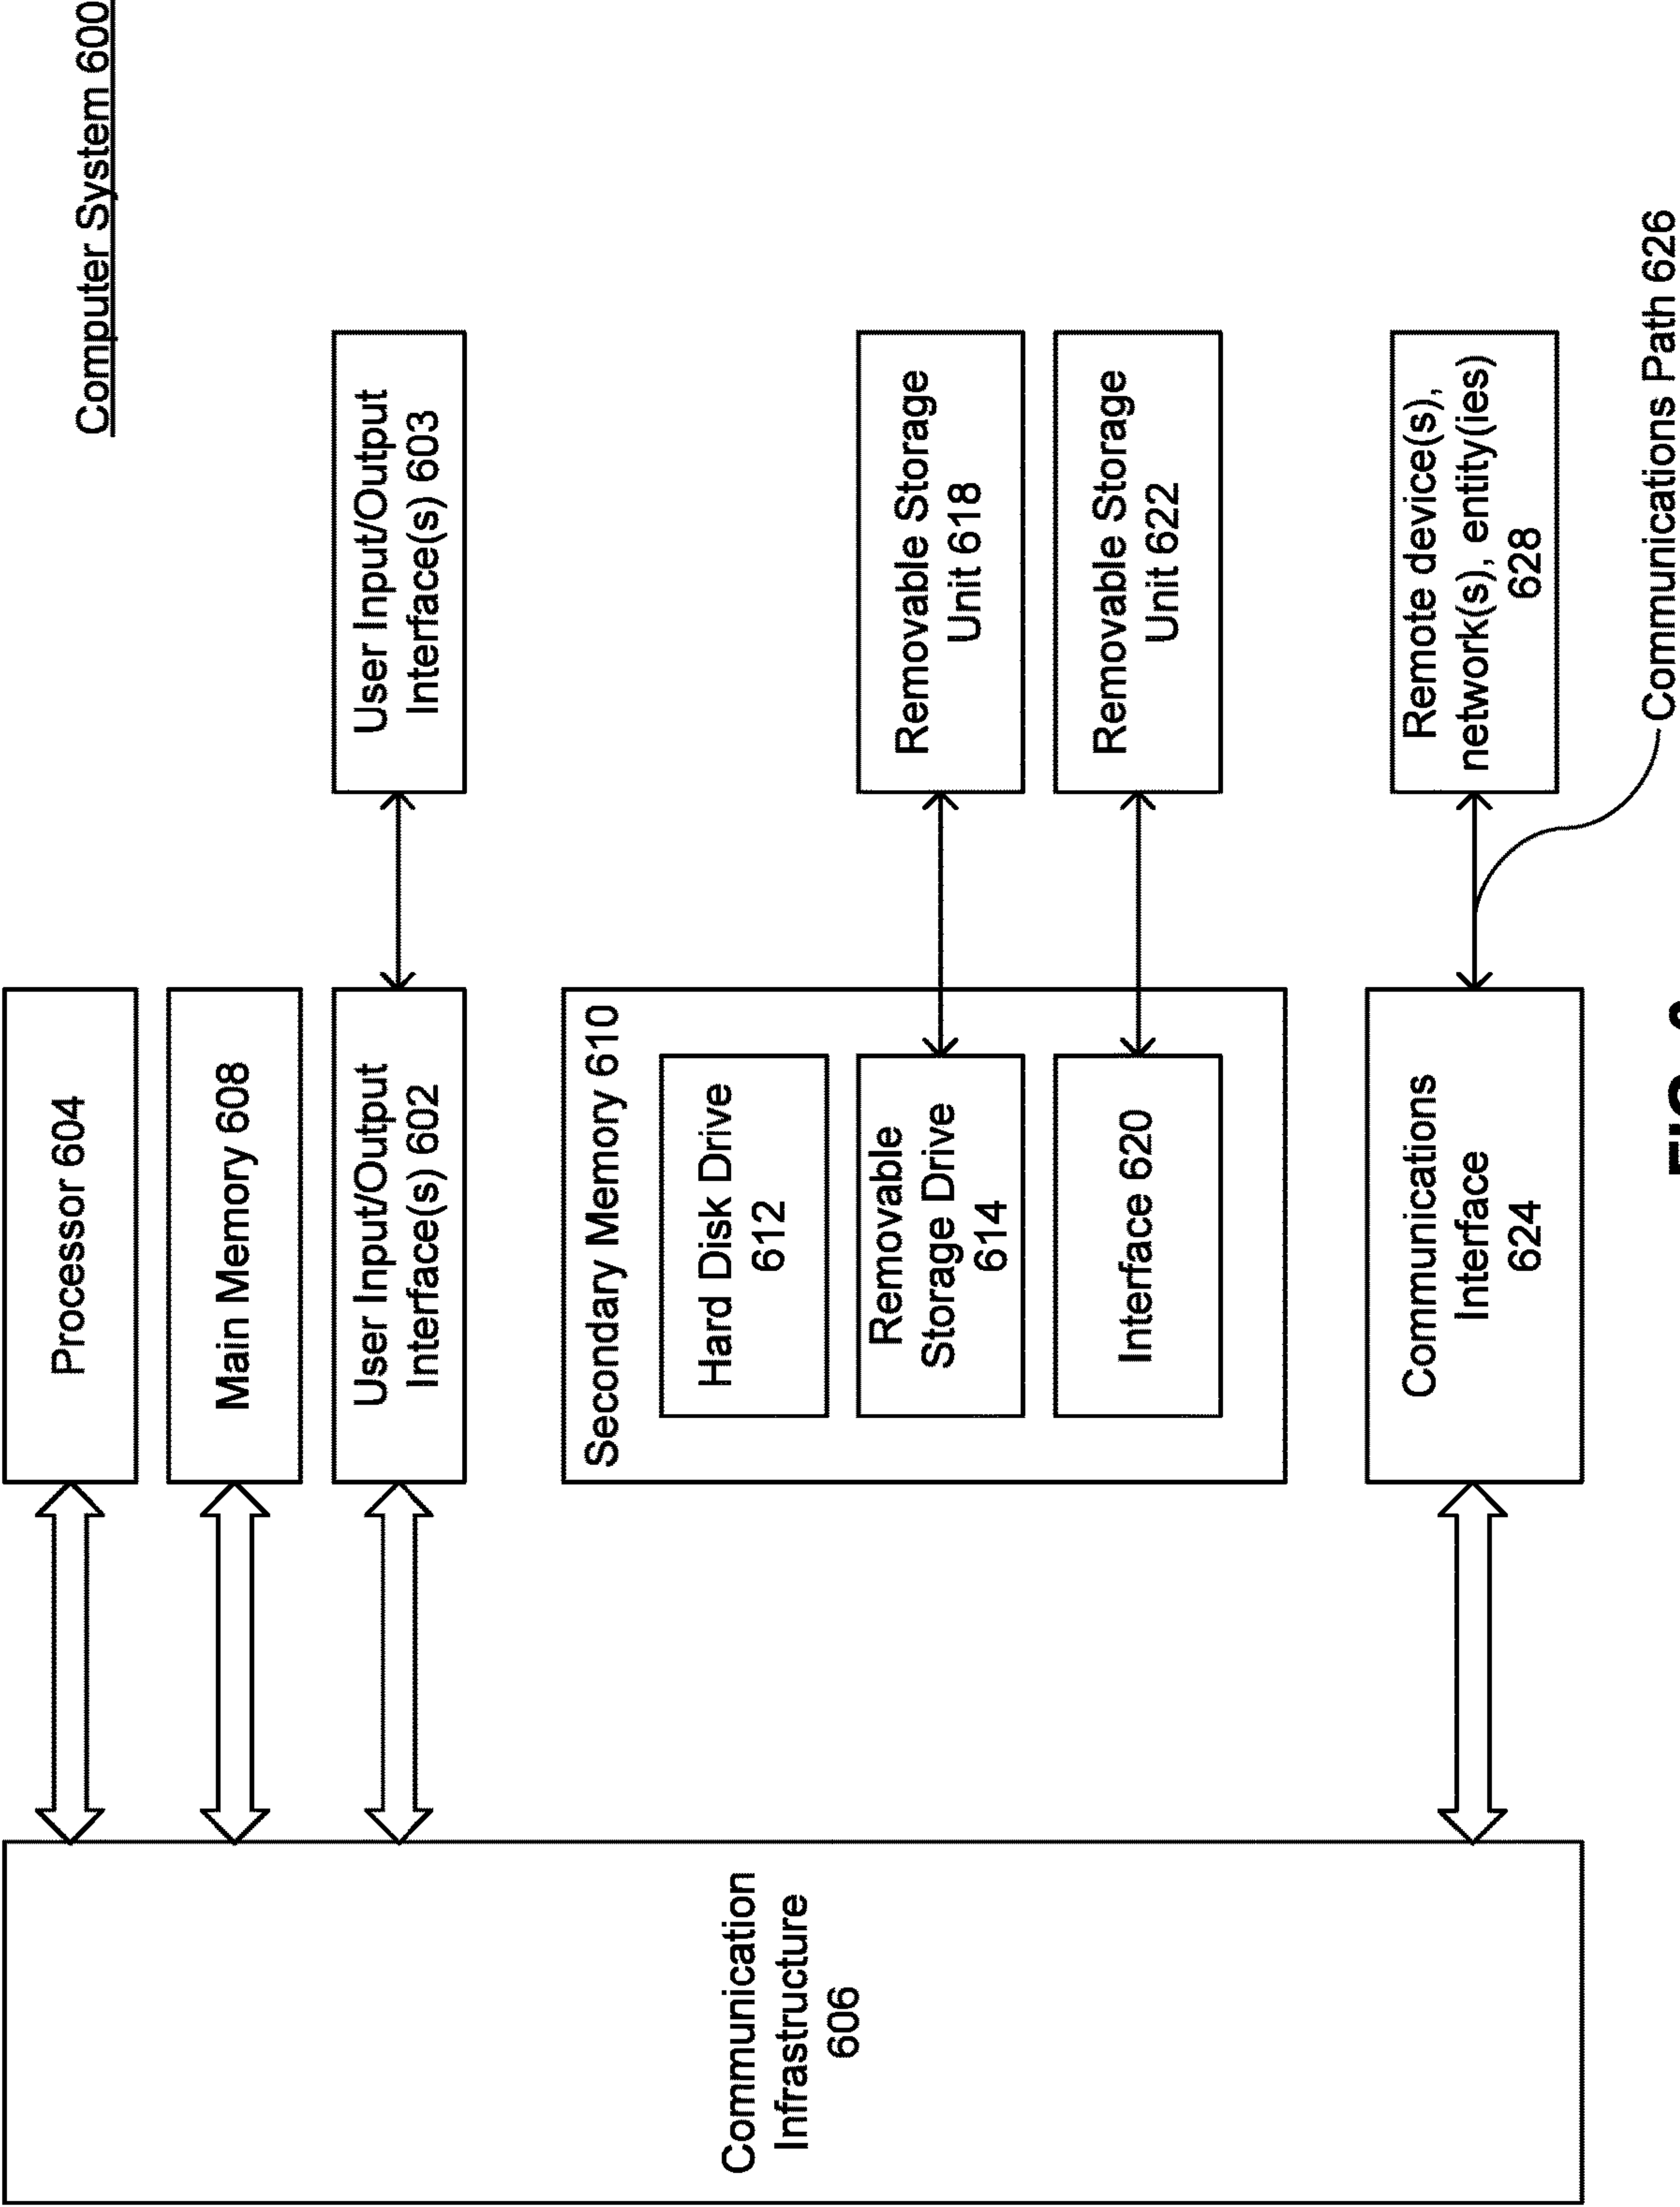 Computer System 600
Processor 604
Main Memory 608
User Input/Output
Interface(s) 602
User Input/Output
Interface(s) 603
Communication
Infrastructure
606
Secondary Memory 610
Hard Disk Drive
612
Removable
Storage Drive
614
Removable Storage
Unit 618
Interface 620
Removable Storage
Unit 622
Communications
Interface
624
Remote device(s),
network(s), entity(ies)
628
Communications Path 626
FIG.